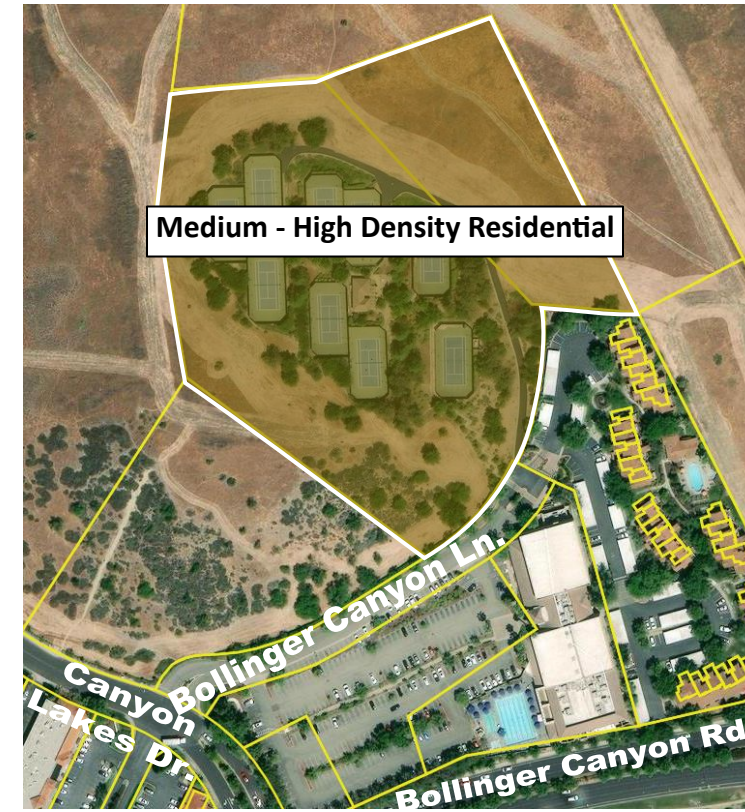 Medium - High Density Residential
Bollinger Canyon Ln.
Canyon
Lakes Dr.
Bollinger Canyon Rd